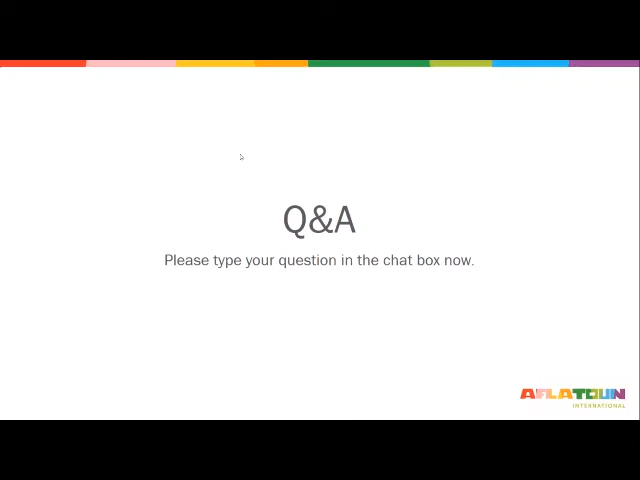 Q&A
Please type your question in the chat box now.
AFLATOUN
INTERNATIONAL